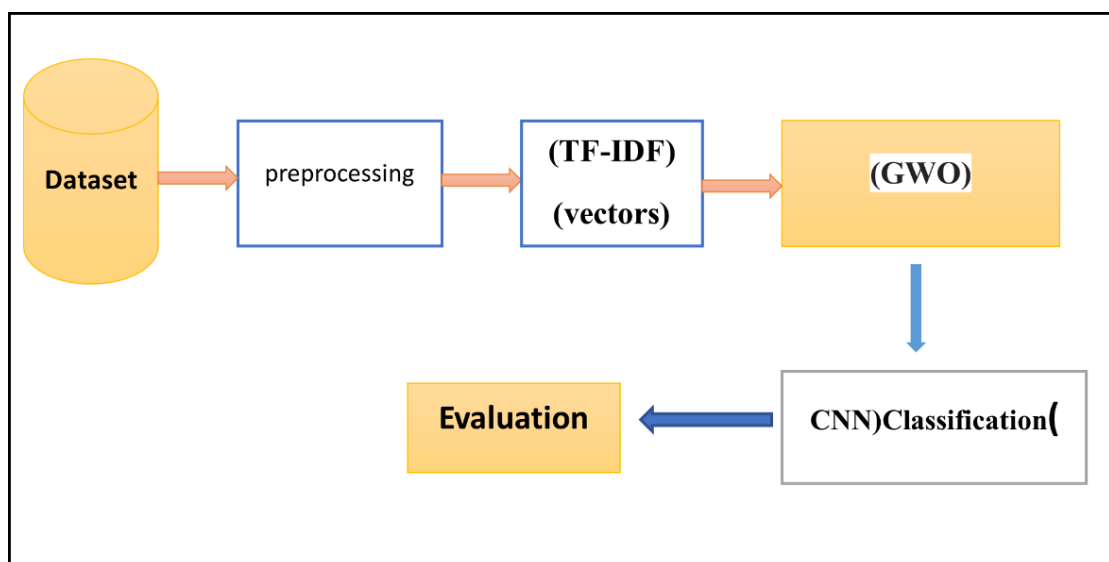 Dataset
preprocessing
(TF-IDF)
(vectors)
(GWO)
CNN)Classification(
Evaluation